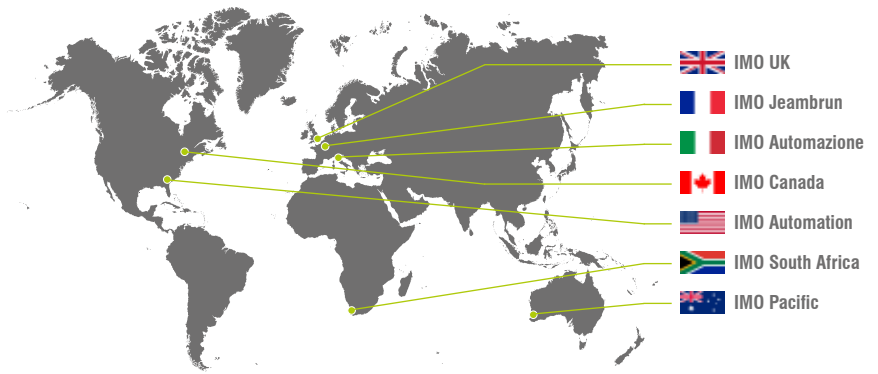 IMO UK
IMO Jeambrun
IMO Automazione
IMO Canada
IMO Automation
IMO South Africa
IMO Pacific